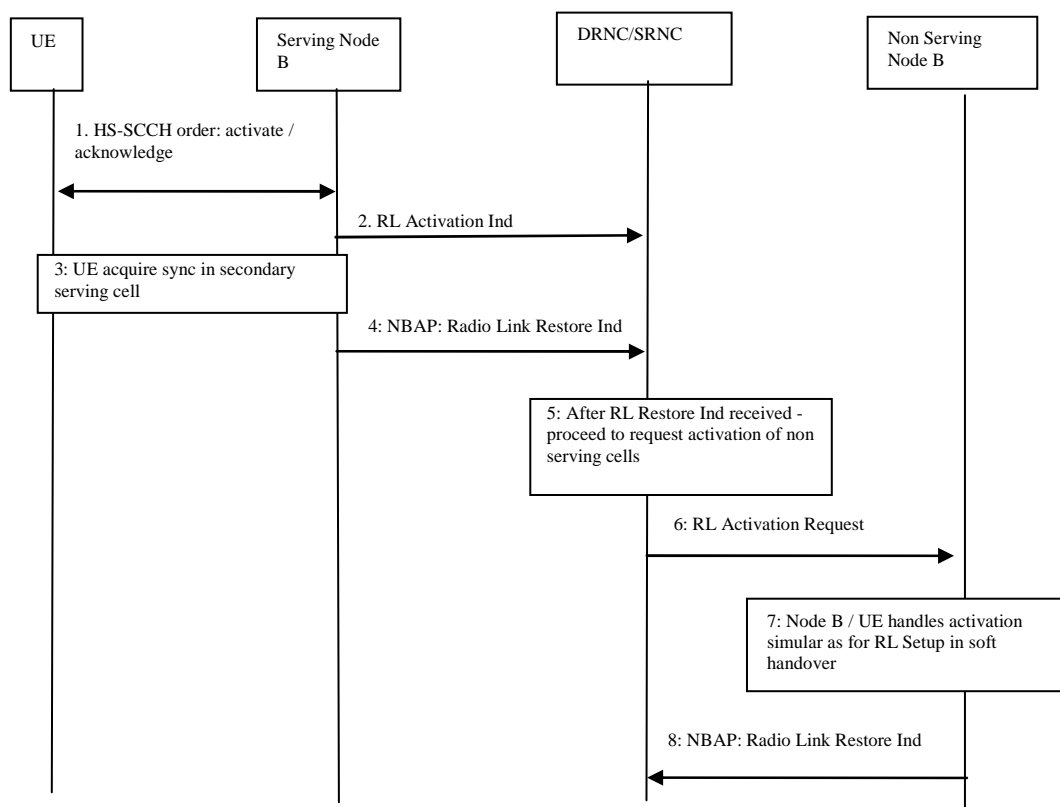 UE
Serving Node
B
DRNC/SRNC
Non Serving
Node B
1. HS-SCCH order: activate /
acknowledge
2. RL Activation Ind
3: UE acquire sync in secondary
serving cell
4: NBAP: Radio Link Restore Ind
5: After RL Restore Ind received -
proceed to request activation of non
serving cells
6: RL Activation Request
7: Node B / UE handles activation
simular as for RL Setup in soft
handover
8: NBAP: Radio Link Restore Ind